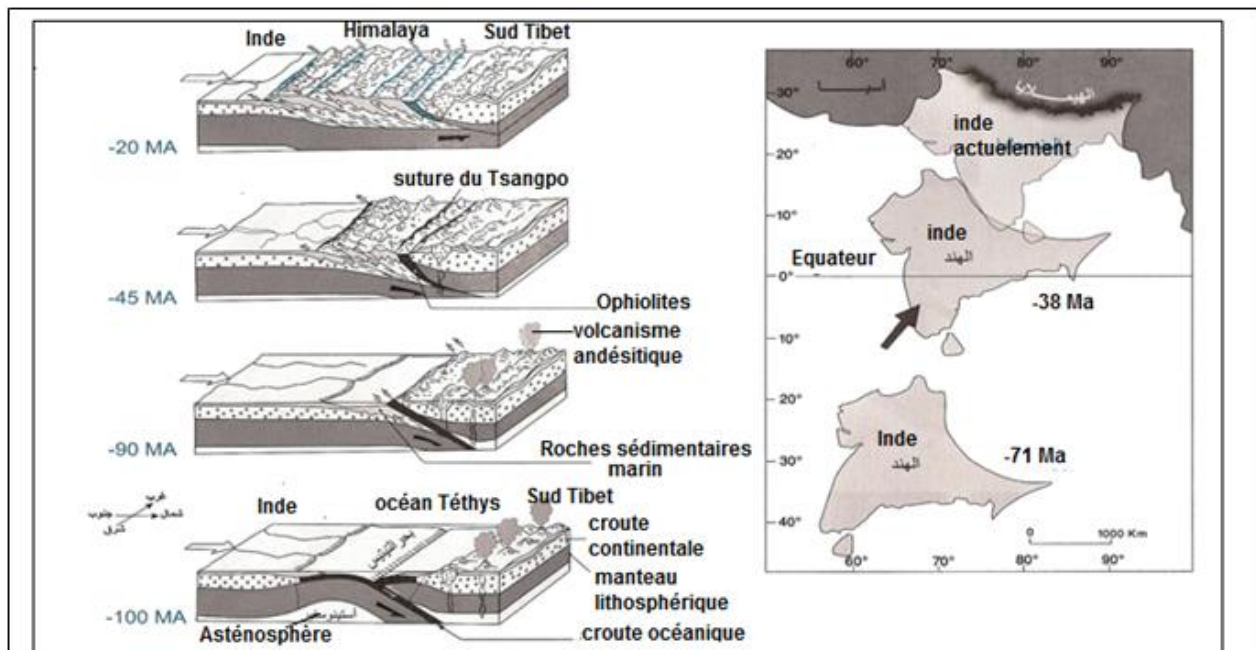 Inde
Himalaya
Sud Tibet
-20 MA
suture du Tsangpo
-45 MA
Ophiolites
volcanisme
andésitique
-90 MA
Roches sédimentaires
marin
غرب
شمال
جنوب
شرق
Inde
océan Téthys
Sud Tibet
بحر التيتيس
croute
continentale
manteau
lithosphérique
-100 MA
Asténosphère
croute océanique
60° 70° 80° 90°
30°
inde
actuelement
20°
10°
inde
الهند
Equateur
0°
-38 Ma
10°
20°
Inde
الهند
-71 Ma
30°
40°
0 1000 Km
60° 70° 80° 90°